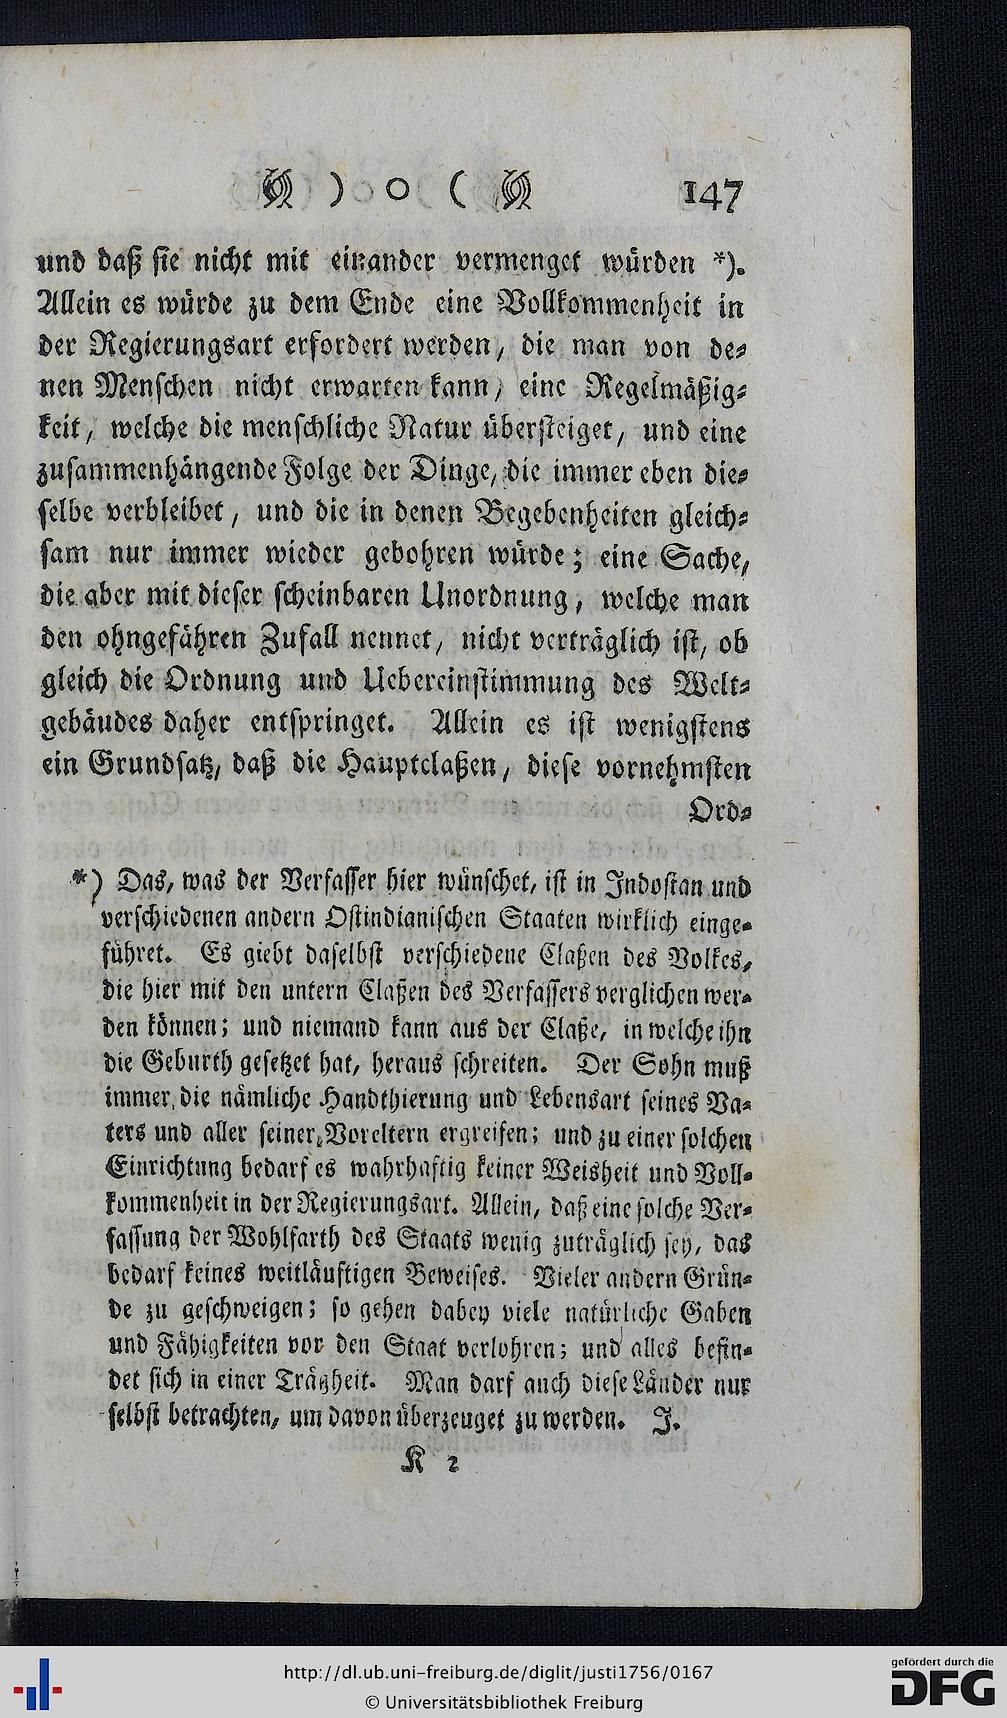 ) o ( 147
und daß sie nicht mit einander vermenget würden *).
Allein es würde zu dem Ende eine Vollkommenheit in
der Regierungsart erfordert werden, die man von de-
nen Menschen nicht erwarten kann, eine Regelmäßig-
keit, welche die menschliche Natur übersteiget, und eine
zusammenhängende Folge der Dinge, die immer eben die-
selbe verbleibet, und die in denen Begebenheiten gleich-
sam nur immer wieder gebohren würde; eine Sache,
die aber mit dieser scheinbaren Unordnung, welche man
den ohngefähren Zufall nennet, nicht verträglich ist, ob
gleich die Ordnung und Uebereinstimmung des Welt-
gebäudes daher entspringet. Allein es ist wenigstens
ein Grundsatz, daß die Hauptclaßen, diese vornehmsten
Ord-
*) Das, was der Verfasser hier wünschet, ist in Indostan und
verschiedenen andern Ostindianischen Staaten wirklich einge-
führet. Es giebt daselbst verschiedene Claßen des Volkes,
die hier mit den untern Claßen des Verfassers verglichen wer-
den können; und niemand kann aus der Claße, in welche ihn
die Geburth gesetzet hat, heraus schreiten. Der Sohn muß
immer die nämliche Handthierung und Lebensart seines Va-
ters und aller seiner Voreltern ergreifen; und zu einer solchen
Einrichtung bedarf es wahrhaftig keiner Weisheit und Voll-
kommenheit in der Regierungsart. Allein, daß eine solche Ver-
fassung der Wohlfarth des Staats wenig zuträglich sey, das
bedarf keines weitläuftigen Beweises. Vieler andern Grün-
de zu geschweigen; so gehen dabey viele natürliche Gaben
und Fähigkeiten vor den Staat verlohren; und alles befin-
det sich in einer Trägheit. Man darf auch diese Länder nur
selbst betrachten, um davon überzeuget zu werden. J.
K 2
http://dl.ub.uni-freiburg.de/diglit/justi1756/0167
© Universitätsbibliothek Freiburg
gefördert durch die
DFG